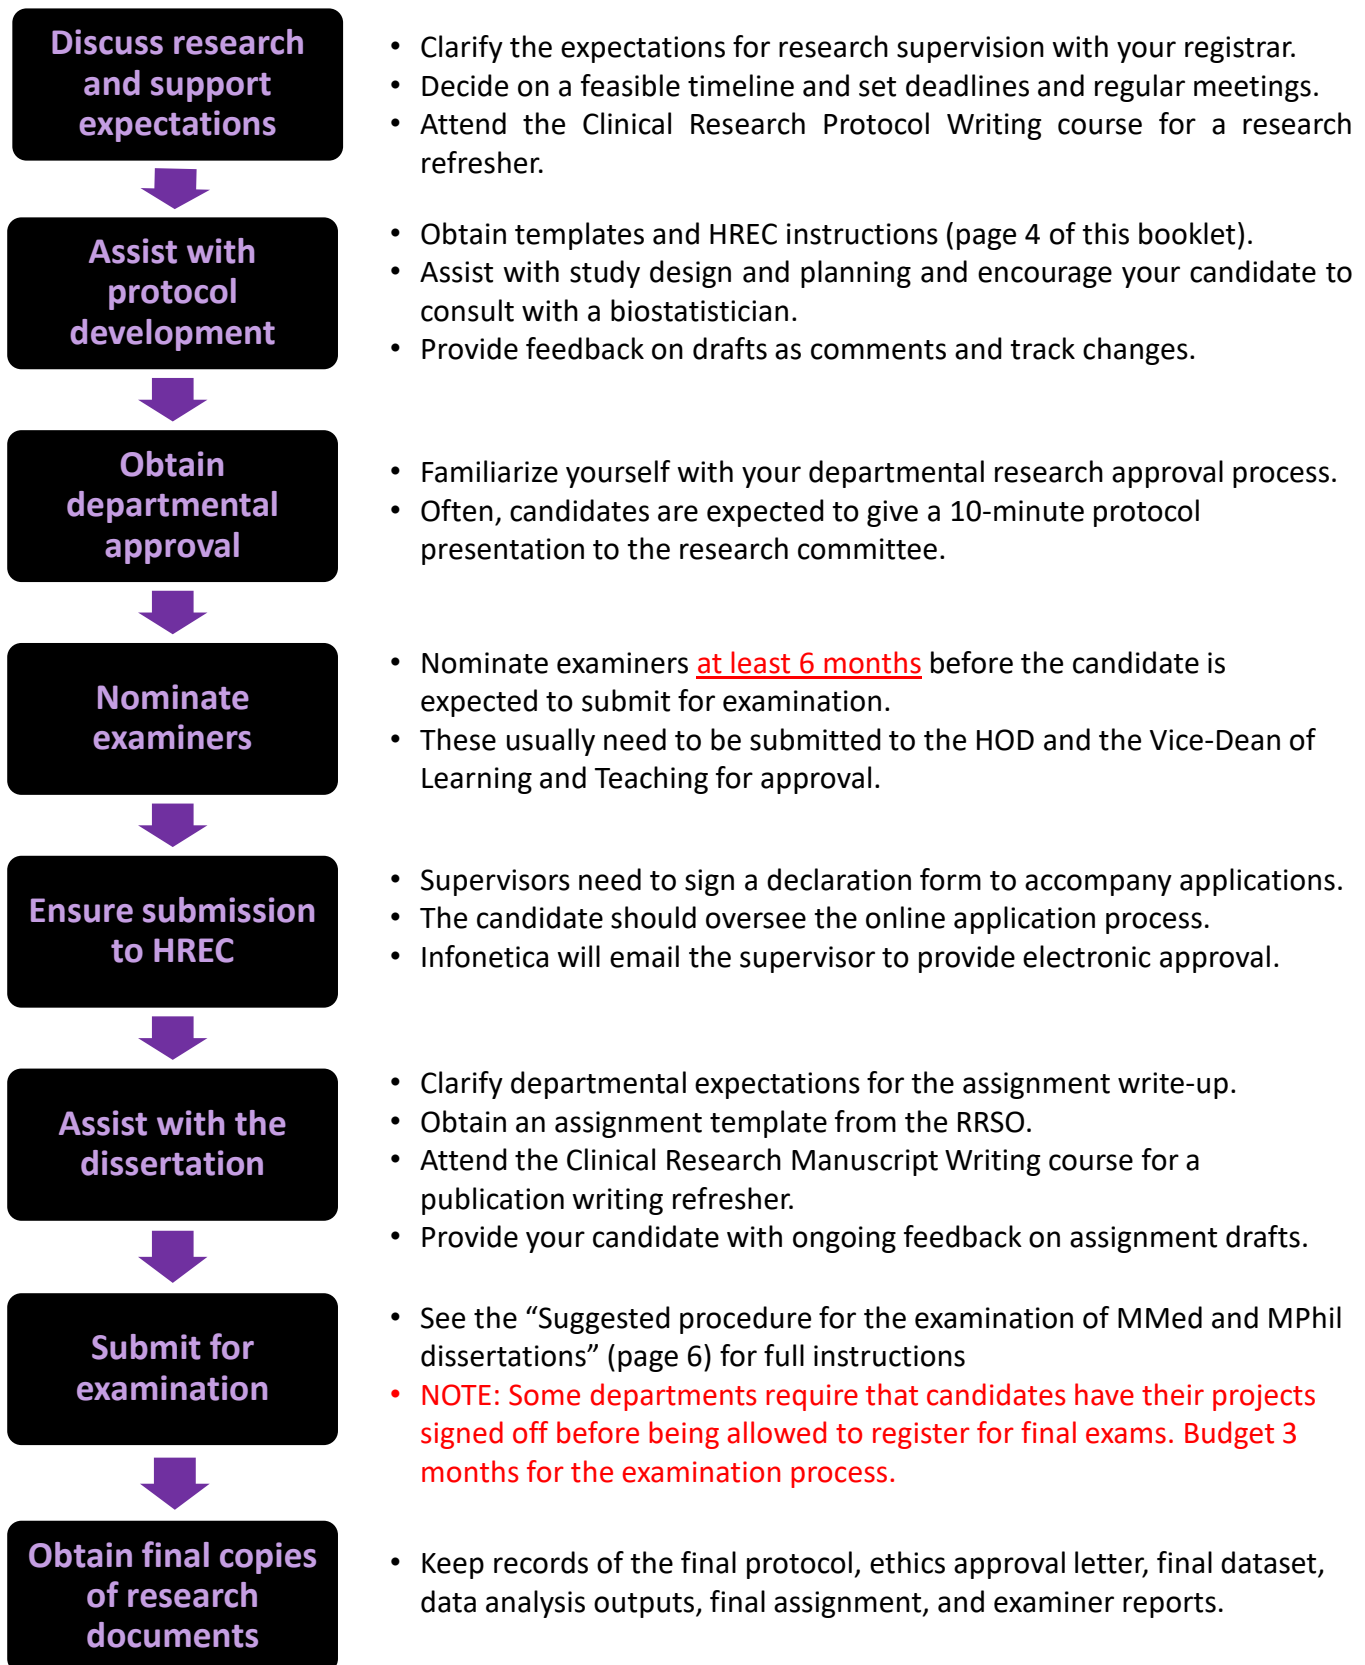 Discuss research
and support
expectations
• Clarify the expectations for research supervision with your registrar.
• Decide on a feasible timeline and set deadlines and regular meetings.
• Attend the Clinical Research Protocol Writing course for a research
refresher.
Assist with
protocol
development
• Obtain templates and HREC instructions (page 4 of this booklet).
• Assist with study design and planning and encourage your candidate to
consult with a biostatistician.
• Provide feedback on drafts as comments and track changes.
Obtain
departmental
approval
• Familiarize yourself with your departmental research approval process.
• Often, candidates are expected to give a 10-minute protocol
presentation to the research committee.
Nominate
examiners
• Nominate examiners at least 6 months before the candidate is
expected to submit for examination.
• These usually need to be submitted to the HOD and the Vice-Dean of
Learning and Teaching for approval.
Ensure submission
to HREC
• Supervisors need to sign a declaration form to accompany applications.
• The candidate should oversee the online application process.
• Infonetica will email the supervisor to provide electronic approval.
Assist with the
dissertation
• Clarify departmental expectations for the assignment write-up.
• Obtain an assignment template from the RRSO.
• Attend the Clinical Research Manuscript Writing course for a
publication writing refresher.
• Provide your candidate with ongoing feedback on assignment drafts.
Submit for
examination
• See the “Suggested procedure for the examination of MMed and MPhil
dissertations” (page 6) for full instructions
• NOTE: Some departments require that candidates have their projects
signed off before being allowed to register for final exams. Budget 3
months for the examination process.
Obtain final copies
of research
documents
• Keep records of the final protocol, ethics approval letter, final dataset,
data analysis outputs, final assignment, and examiner reports.